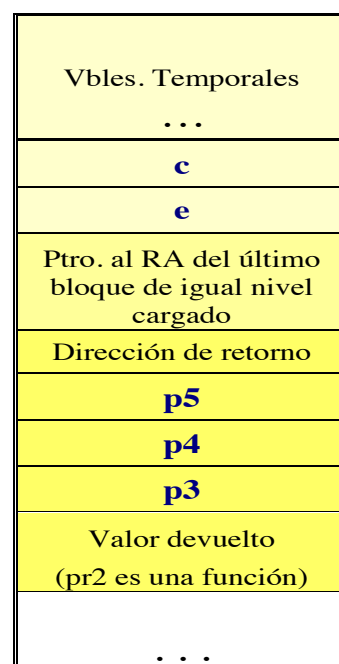 Vbles. Temporales
...
c
e
Ptro. al RA del último
bloque de igual nivel
cargado
Dirección de retorno
p5
p4
p3
Valor devuelto
(pr2 es una función)
...